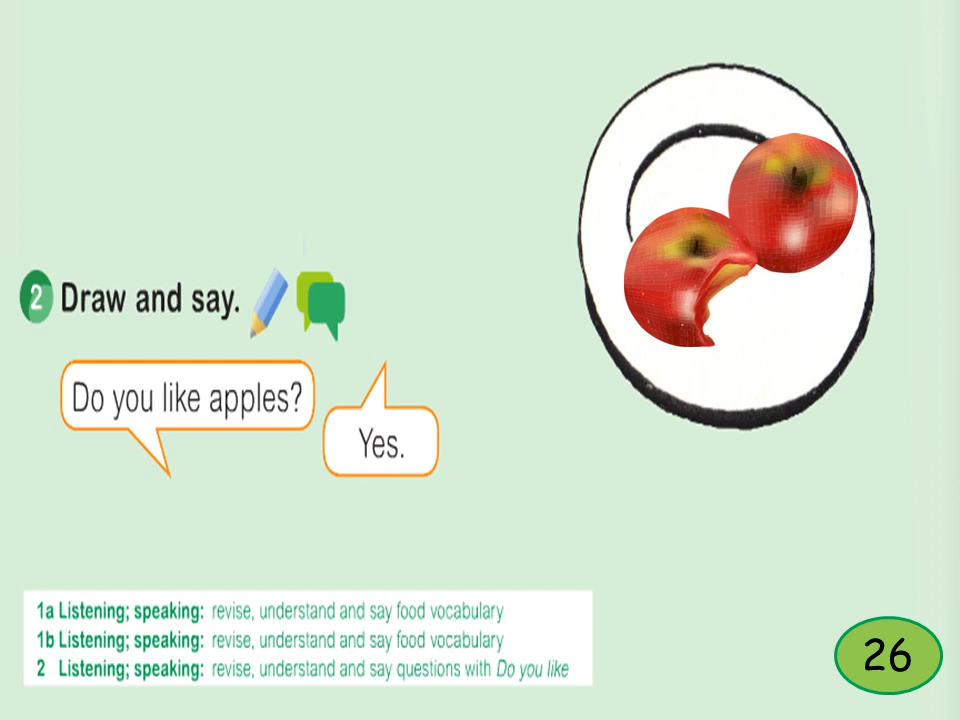 2 Draw and say.
Do you like apples?
Yes.
1a Listening; speaking: revise, understand and say food vocabulary
1b Listening; speaking: revise, understand and say food vocabulary
2 Listening; speaking: revise, understand and say questions with Do you like
26